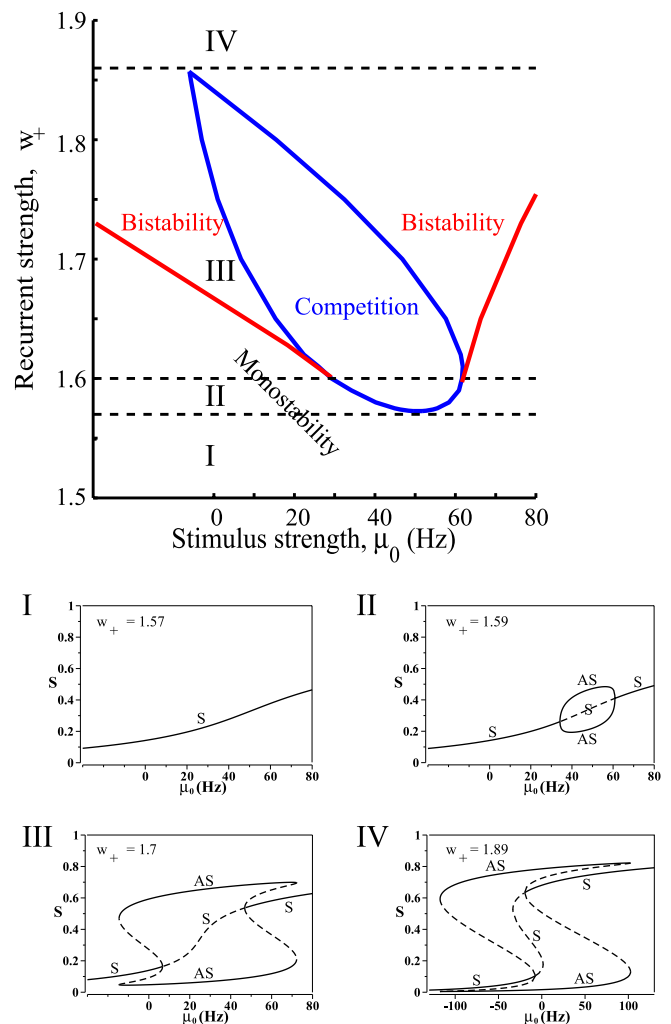 1.9
IV
1.8
Recurrent strength, w+
Bistability
Bistability
1.7
III
Competition
Monostability
1.6
II
I
1.5
0 20 40 60 80
Stimulus strength, μ0 (Hz)
I
1
w+ = 1.57
0.8
0.6
S
0.4
S
0.2
0
0 20 40 60 80
μ0 (Hz)
II
1
w+ = 1.59
0.8
0.6
S
AS
S
0.4
S
0.2
S
AS
0
0 20 40 60 80
μ0 (Hz)
III
1
w+ = 1.7
0.8
AS
0.6
S
S
S
0.4
0.2
S
AS
0
0 20 40 60 80
μ0 (Hz)
IV
1
w+ = 1.89
0.8
AS
S
0.6
S
S
0.4
0.2
S
AS
0
-100 -50 0 50 100
μ0 (Hz)